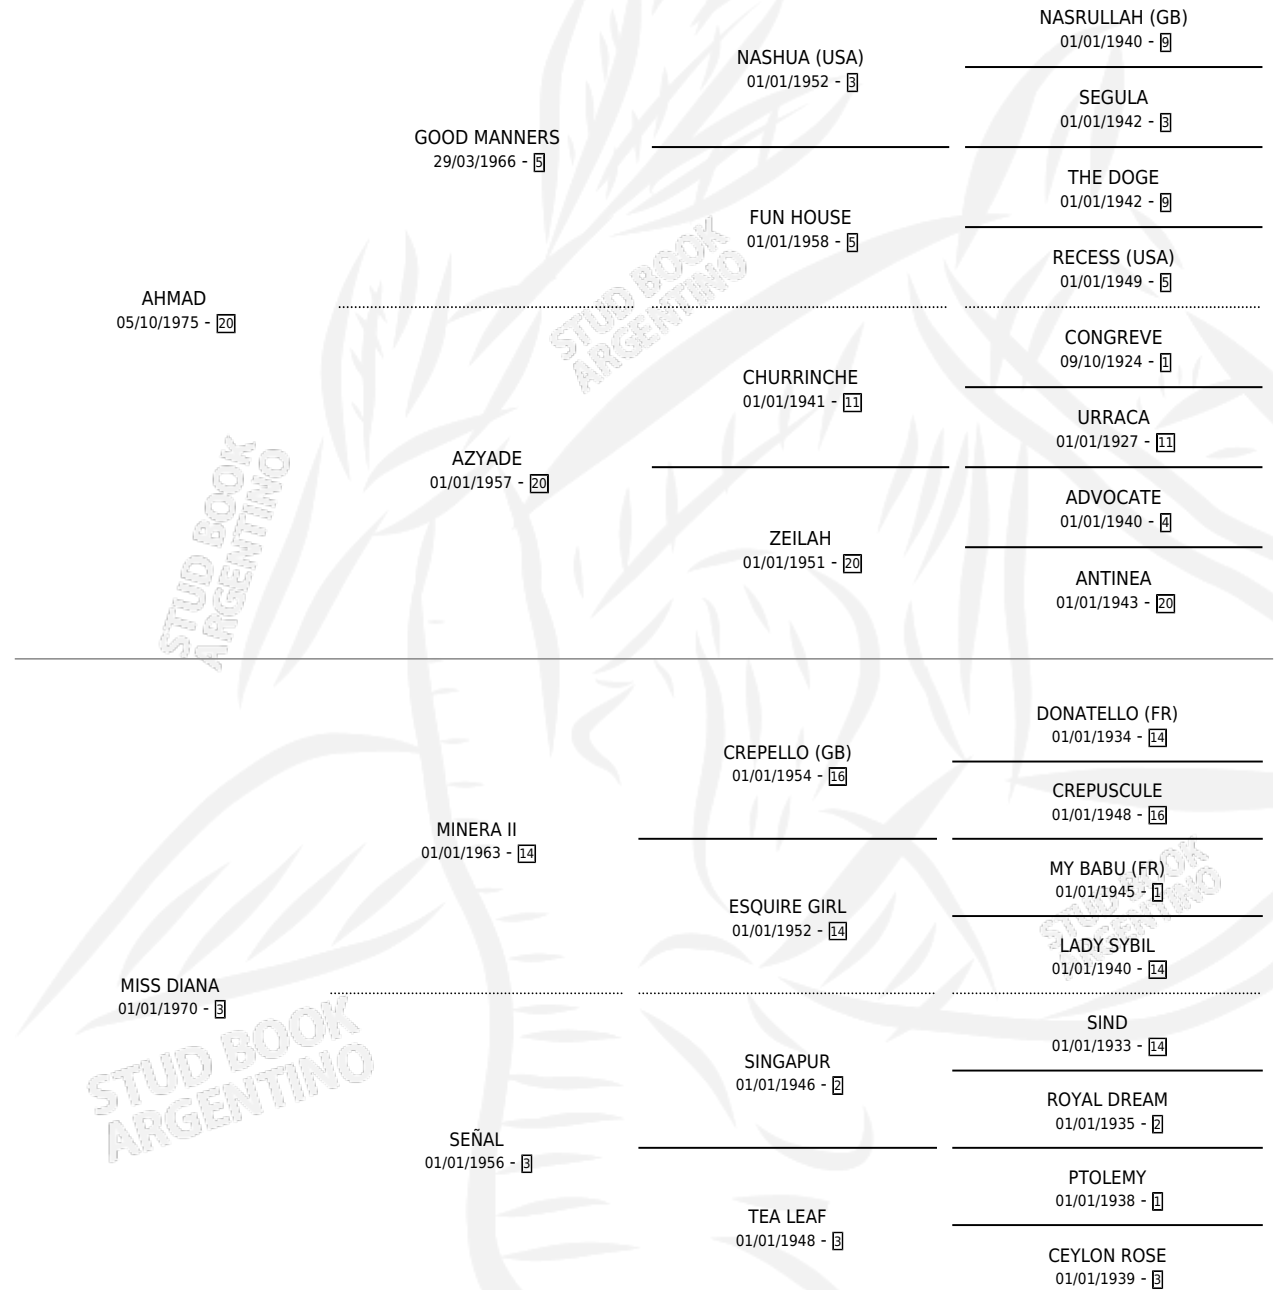 NASRULLAH (GB)
01/01/1940 - 9
NASHUA (USA)
01/01/1952 - 3
SEGULA
01/01/1942 - 3
GOOD MANNERS
29/03/1966 - 5
THE DOGE
01/01/1942 - 9
FUN HOUSE
01/01/1958 - 5
RECESS (USA)
01/01/1949 - 5
AHMAD
05/10/1975 - 20
CONGREVE
09/10/1924 - 1
CHURRINCHE
01/01/1941 - 11
URRACA
01/01/1927 - 11
AZYADE
01/01/1957 - 20
ADVOCATE
01/01/1940 - 4
ZEILAH
01/01/1951 - 20
ANTINEA
01/01/1943 - 20
DONATELLO (FR)
01/01/1934 - 14
CREPELLO (GB)
01/01/1954 - 16
CREPUSCULE
01/01/1948 - 16
MINERA II
01/01/1963 - 14
MY BABU (FR)
01/01/1945 - 1
ESQUIRE GIRL
01/01/1952 - 14
LADY SYBIL
01/01/1940 - 14
MISS DIANA
01/01/1970 - 3
SIND
01/01/1933 - 14
SINGAPUR
01/01/1946 - 2
ROYAL DREAM
01/01/1935 - 2
SEÑAL
01/01/1956 - 3
PTOLEMY
01/01/1938 - 1
TEA LEAF
01/01/1948 - 3
CEYLON ROSE
01/01/1939 - 3
STUD BOOK
ARGENTINO
STUD BOOK
ARGENTINO
STUD BOOK
ARGENTINO
STUD BOOK
ARGENTINO